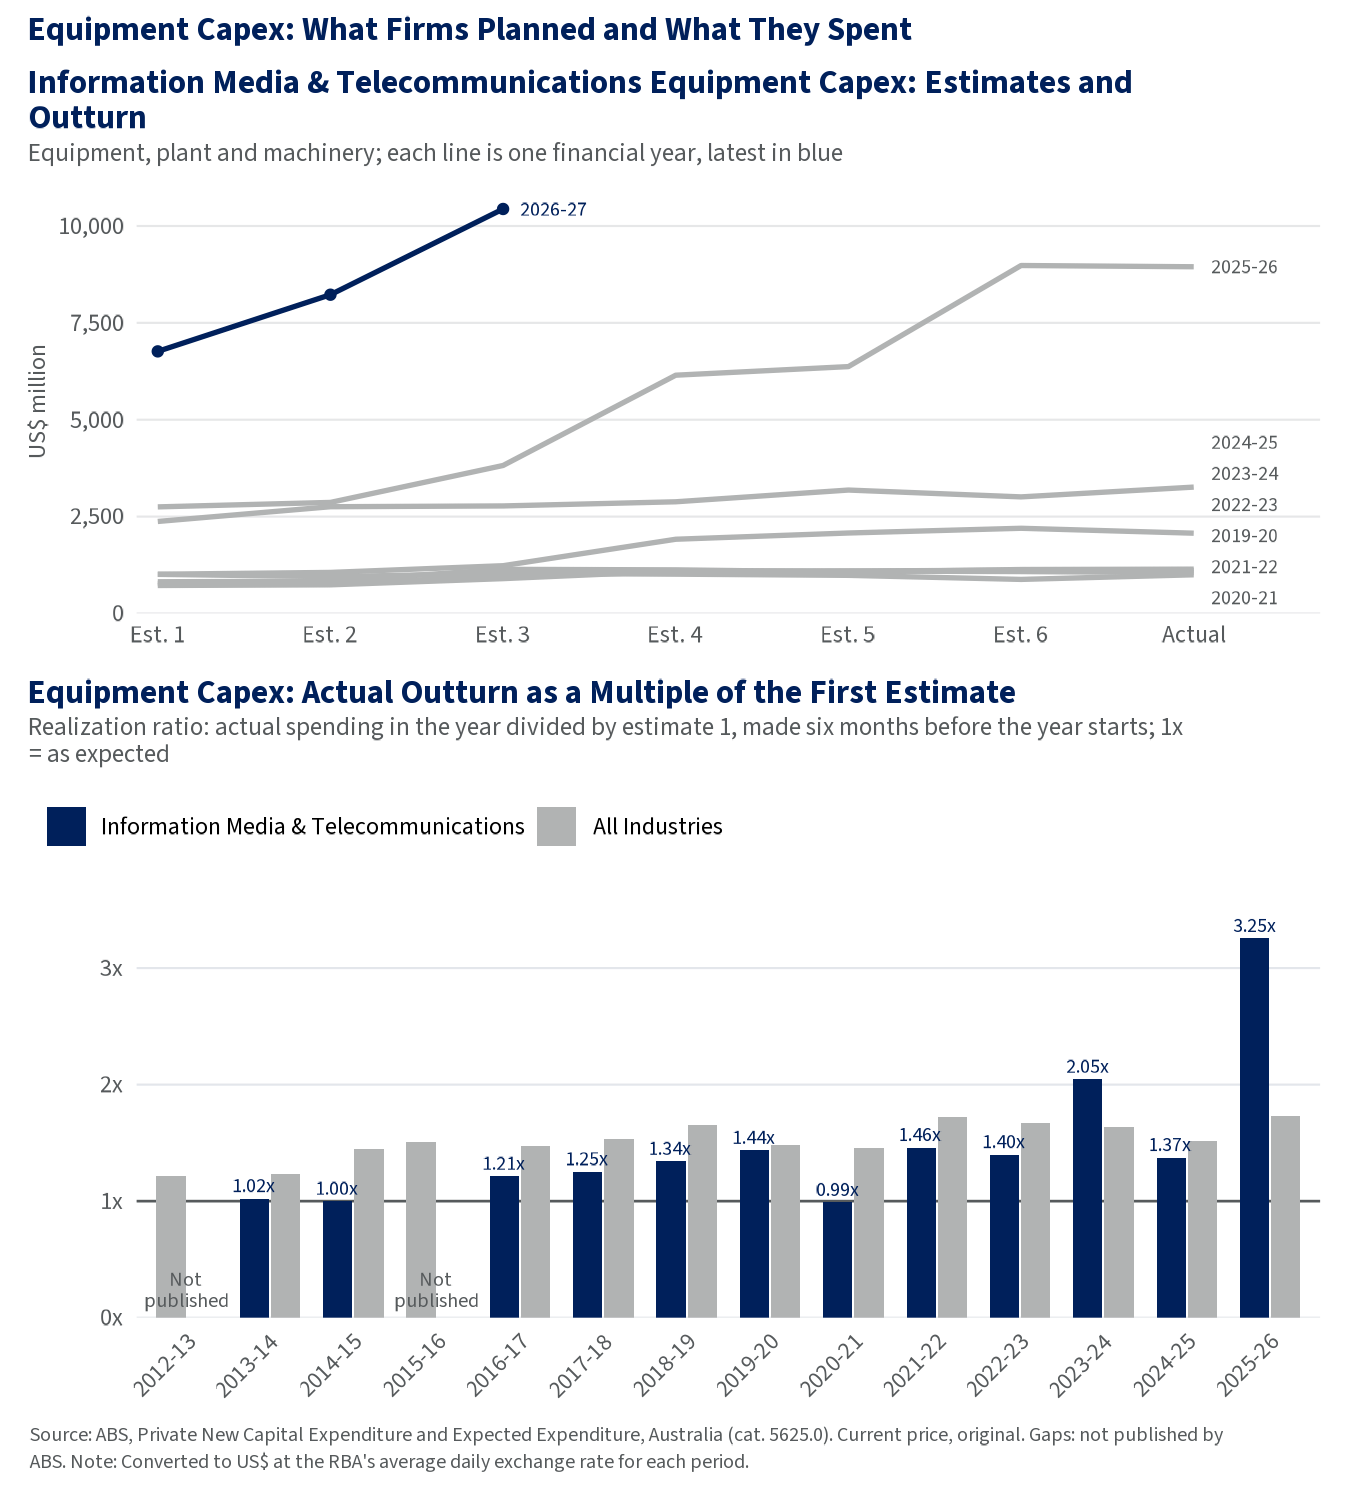 Equipment Capex: What Firms Planned and What They Spent
Information Media & Telecommunications Equipment Capex: Estimates and
Outturn
Equipment, plant and machinery; each line is one financial year, latest in blue
US$ million
10,000
7,500
5,000
2,500
0
2026-27
2025-26
2024-25
2023-24
2022-23
2019-20
2021-22
2020-21
Est. 1
Est. 2
Est. 3
Est. 4
Est. 5
Est. 6
Actual
Equipment Capex: Actual Outturn as a Multiple of the First Estimate
Realization ratio: actual spending in the year divided by estimate 1, made six months before the year starts; 1x
= as expected
Information Media & Telecommunications
All Industries
3x
2x
1x
0x
Not
published
1.02x
1.00x
Not
published
1.21x
1.25x
1.34x
1.44x
0.99x
1.46x
1.40x
2.05x
1.37x
3.25x
2012-13
2013-14
2014-15
2015-16
2016-17
2017-18
2018-19
2019-20
2020-21
2021-22
2022-23
2023-24
2024-25
2025-26
Source: ABS, Private New Capital Expenditure and Expected Expenditure, Australia (cat. 5625.0). Current price, original. Gaps: not published by
ABS. Note: Converted to US$ at the RBA's average daily exchange rate for each period.